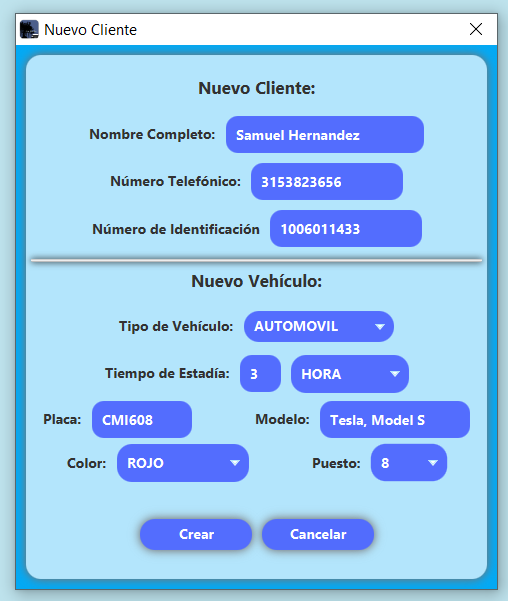 Nuevo Cliente
Nuevo Cliente:
Nombre Completo: Samuel Hernandez
Número Telefónico: 3153823656
Número de Identificación 1006011433
Nuevo Vehículo:
Tipo de Vehículo: AUTOMOVIL
Tiempo de Estadía: 3 HORA
Placa: CMI608 Modelo: Tesla, Model S
Color: ROJO Puesto: 8
Crear Cancelar